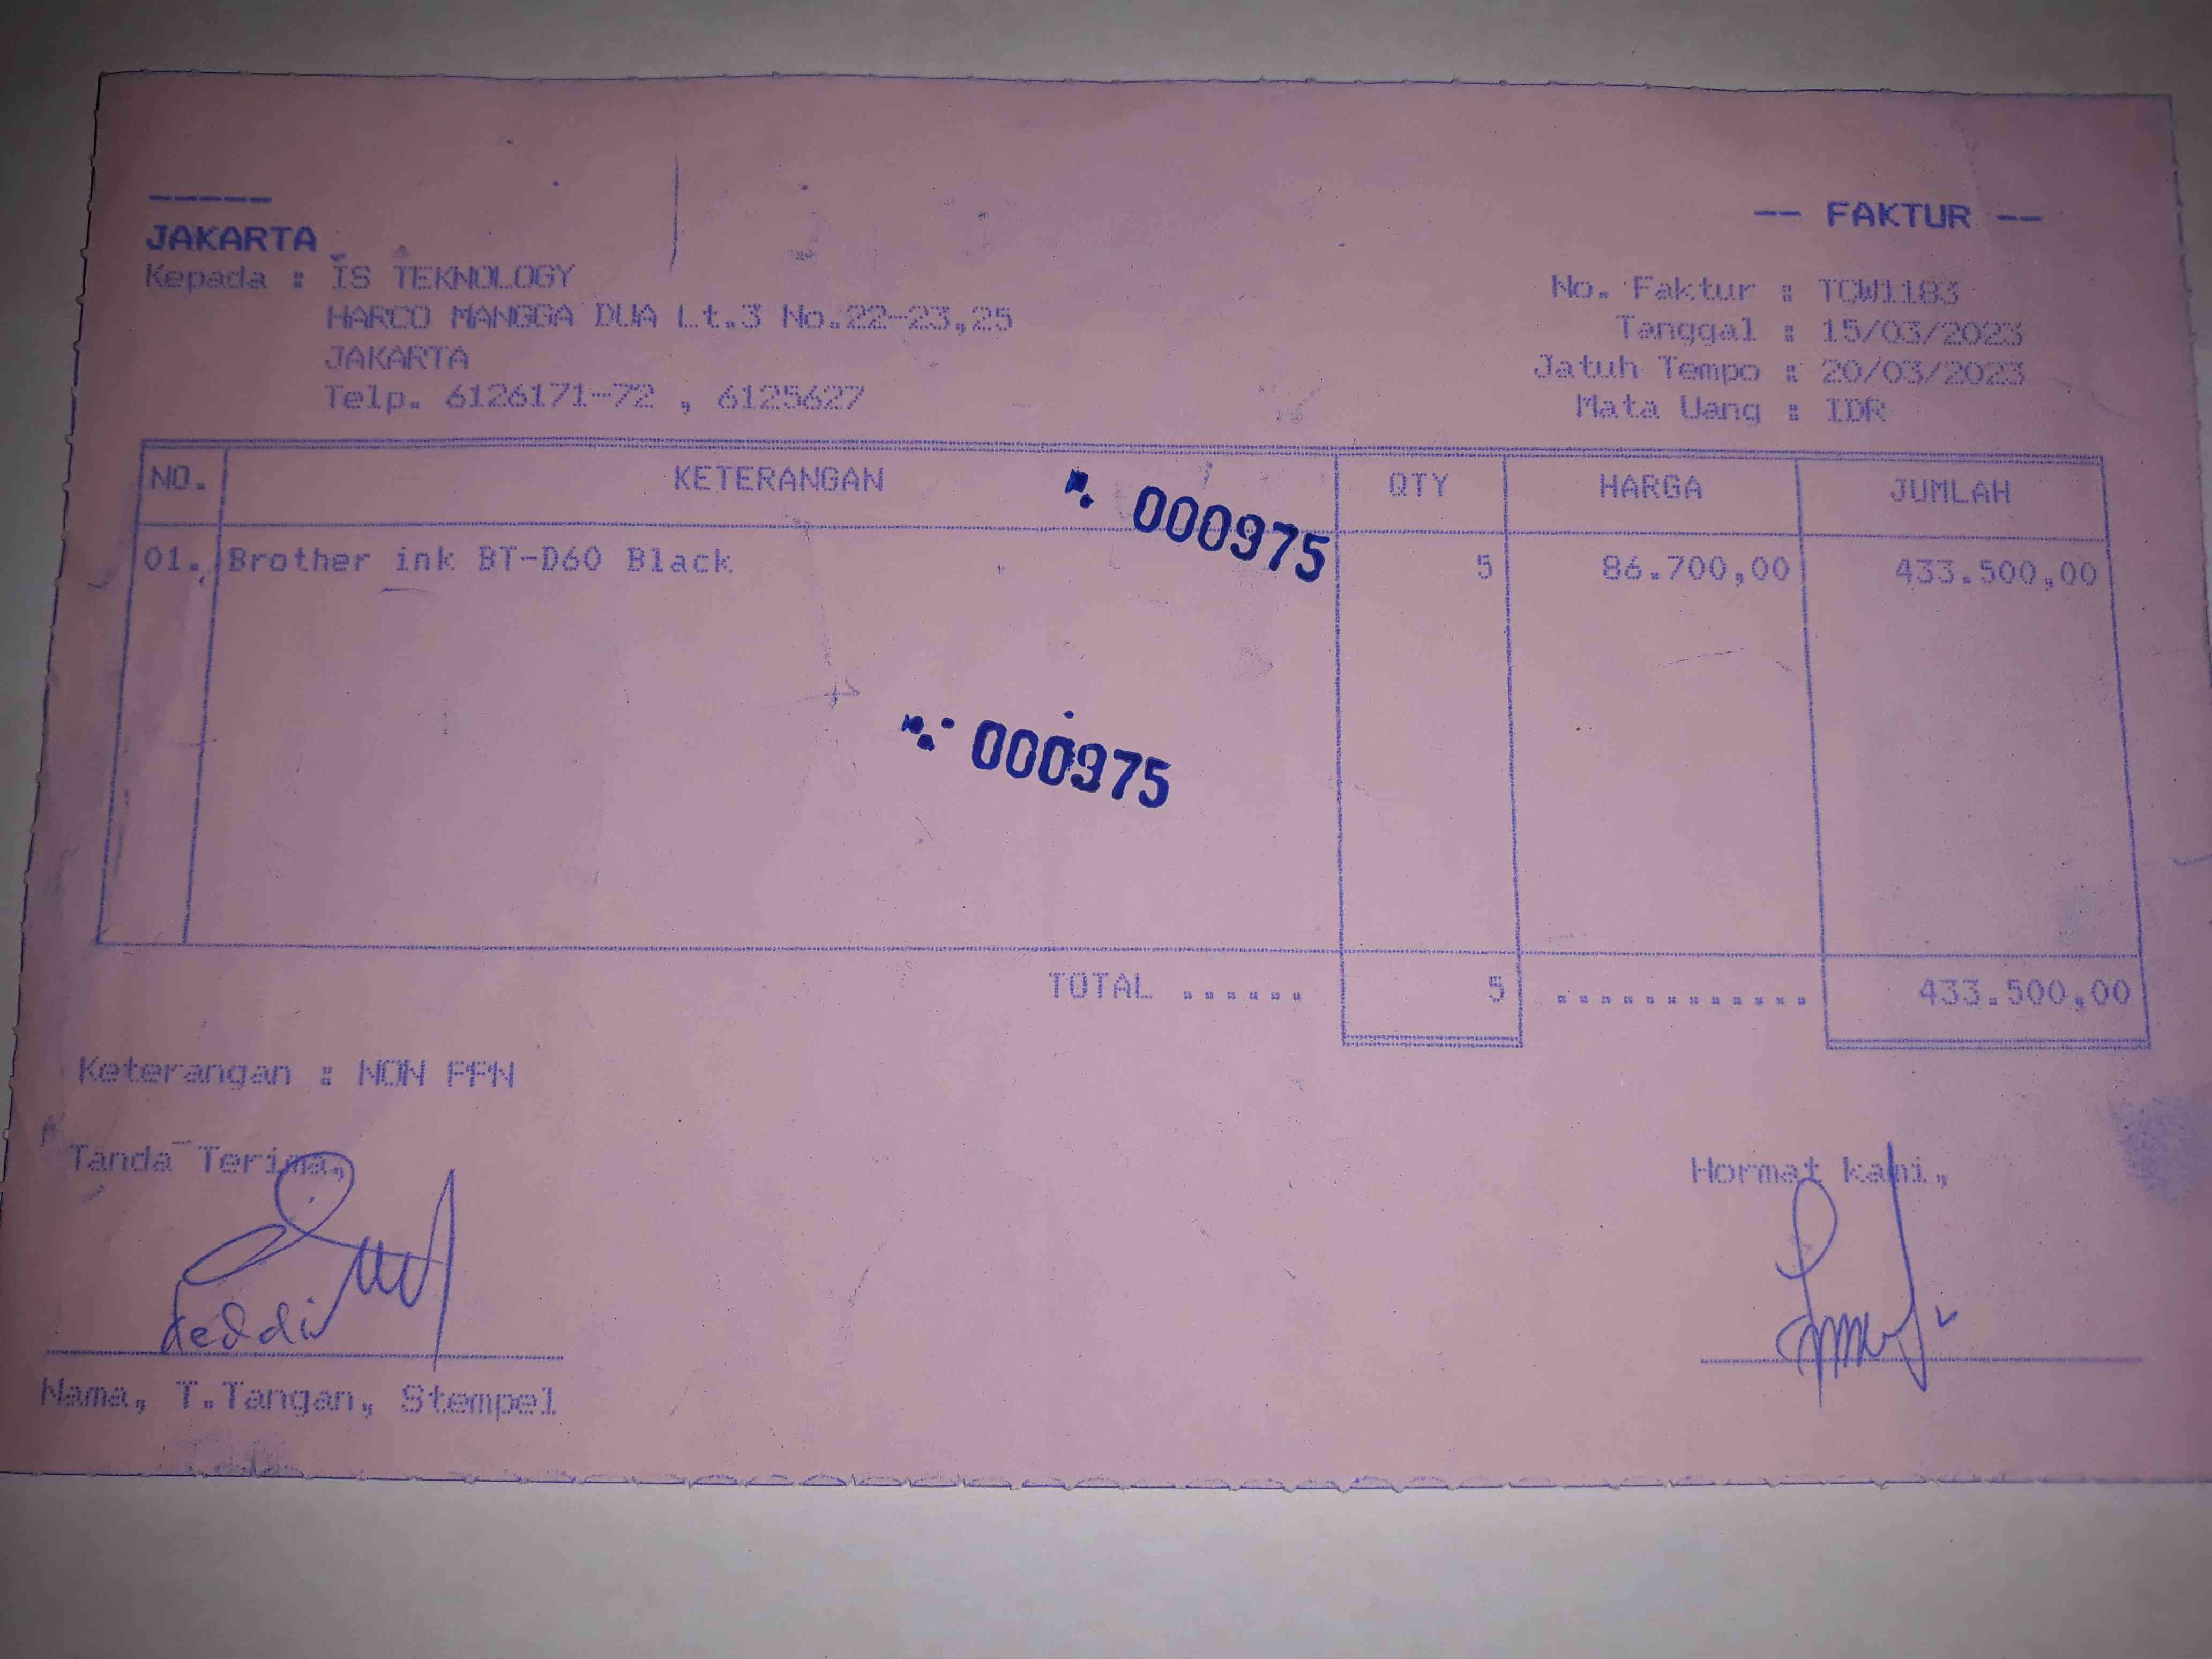 -----
JAKARTA
Kepada : IS TEKNOLOGY
HARCO MANGGA DUA Lt.3 No.22-23,25
JAKARTA
Telp. 6126171-72 , 6125627
-- FAKTUR --
No. Faktur : TCW1183
Tanggal : 15/03/2023
Jatuh Tempo : 20/03/2023
Mata Uang : IDR
NO. KETERANGAN QTY HARGA JUMLAH
000975
01. Brother ink BT-D60 Black 5 86.700,00 433.500,00
000975
TOTAL ...... 5 ............ 433.500,00
Keterangan : NON PPN
Tanda Terima, Hormat kami,
Nama, T.Tangan, Stempel